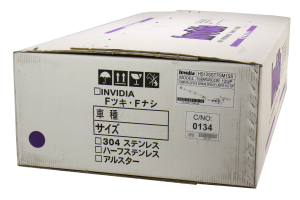 □INVIDIA
Fツキ・Fナシ
車種
サイズ
□304 ステンレス
□ハーフステンレス
□アルスター
Invidia
C/NO:
0134